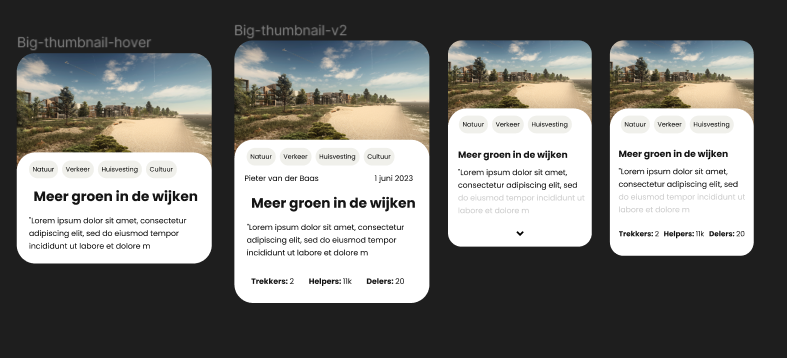 Big-thumbnail-hover
Natuur Verkeer Huisvesting Cultuur
Meer groen in de wijken
"Lorem ipsum dolor sit amet, consectetur
adipiscing elit, sed do eiusmod tempor
incididunt ut labore et dolore m
Big-thumbnail-v2
Natuur Verkeer Huisvesting Cultuur
Pieter van der Baas 1 juni 2023
Meer groen in de wijken
"Lorem ipsum dolor sit amet, consectetur
adipiscing elit, sed do eiusmod tempor
incididunt ut labore et dolore m
Trekkers: 2 Helpers: 11k Delers: 20
Natuur Verkeer Huisvesting
Meer groen in de wijken
"Lorem ipsum dolor sit amet,
consectetur adipiscing elit, sed
do eiusmod tempor incididunt ut
labore et dolore m
Natuur Verkeer Huisvesting
Meer groen in de wijken
"Lorem ipsum dolor sit amet,
consectetur adipiscing elit, sed
do eiusmod tempor incididunt ut
labore et dolore m
Trekkers: 2 Helpers: 11k Delers: 20